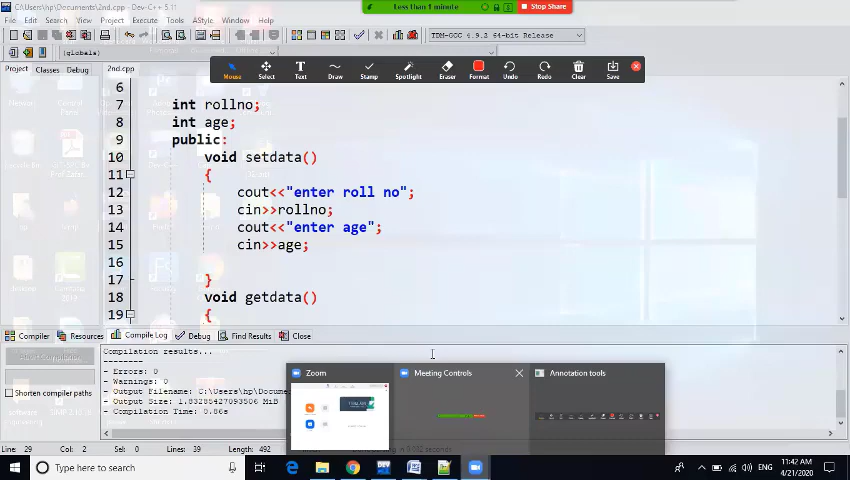 C:\Users\hp\Documents\2nd.cpp - Dev-C++ 5.11
Less than 1 minute
Stop Share
File Edit Search View Project Execute Tools AStyle Window Help
TDM-GCC 4.9.2 64-bit Release
(globals)
Project Classes Debug
2nd.cpp
Mouse Select Text Draw Stamp Spotlight Eraser Format Undo Redo Clear Save
6
7 int rollno;
8 int age;
9 public:
10 void setdata()
11 {
12 cout<<"enter roll no";
13 cin>>rollno;
14 cout<<"enter age";
15 cin>>age;
16
17 }
18 void getdata()
19 {
Compiler Resources Compile Log Debug Find Results Close
Compilation results...
--------
- Errors: 0
- Warnings: 0
- Output Filename: C:\Users\hp\Docume
- Output Size: 1.83285427093506 MiB
- Compilation Time: 0.86s
Shorten compiler paths
Zoom
Meeting Controls
Annotation tools
Line: 29 Col: 2 Sel: 0 Lines: 39 Length: 492
Type here to search
ENG
11:42 AM
4/21/2020